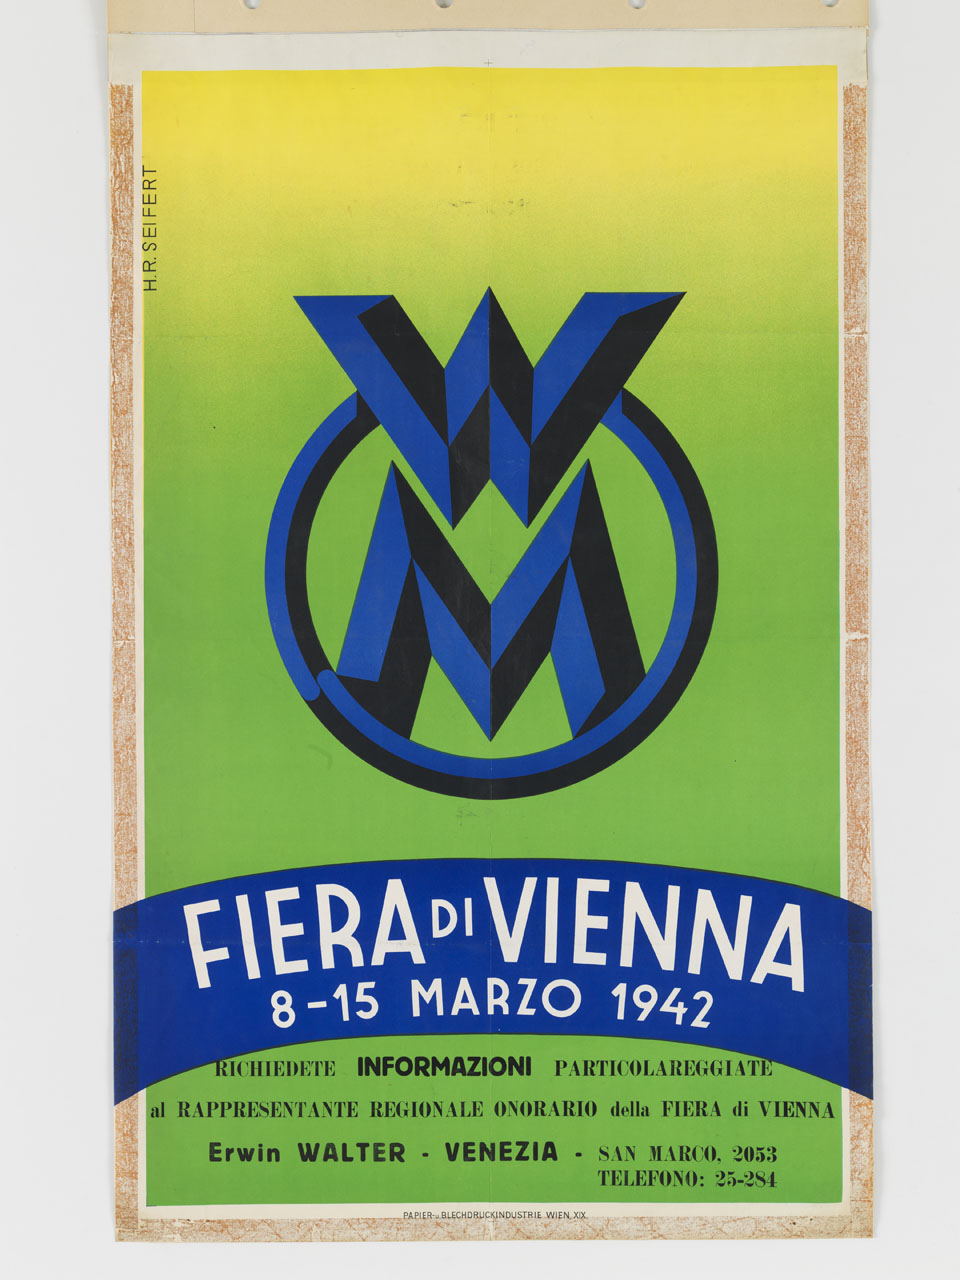 H.R. SEIFERT
WM
FIERA DI VIENNA
8-15 MARZO 1942
RICHIEDETE INFORMAZIONI PARTICOLAREGGIATE
al RAPPRESENTANTE REGIONALE ONORARIO della FIERA di VIENNA
Erwin WALTER - VENEZIA - SAN MARCO, 2053
TELEFONO: 25-284
PAPIER- u. BLECHDRUCKINDUSTRIE WIEN, XIX.